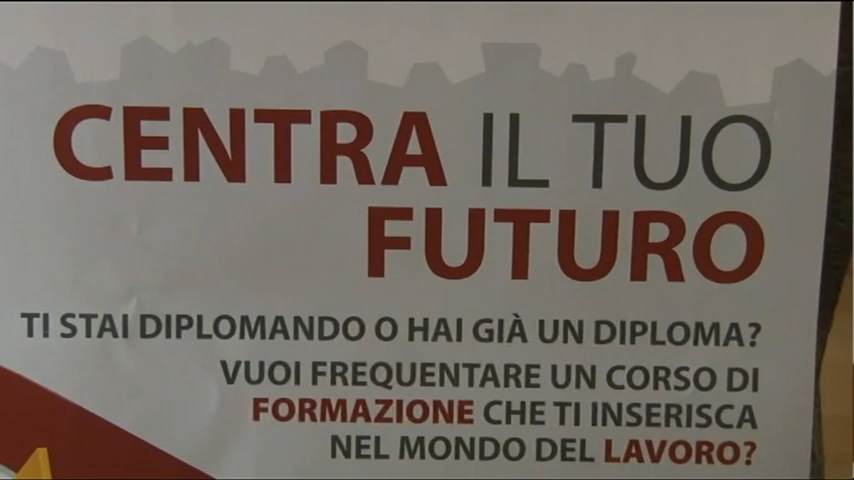 CENTRA IL TUO
FUTURO
TI STAI DIPLOMANDO O HAI GIÀ UN DIPLOMA?
VUOI FREQUENTARE UN CORSO DI
FORMAZIONE CHE TI INSERISCA
NEL MONDO DEL LAVORO?